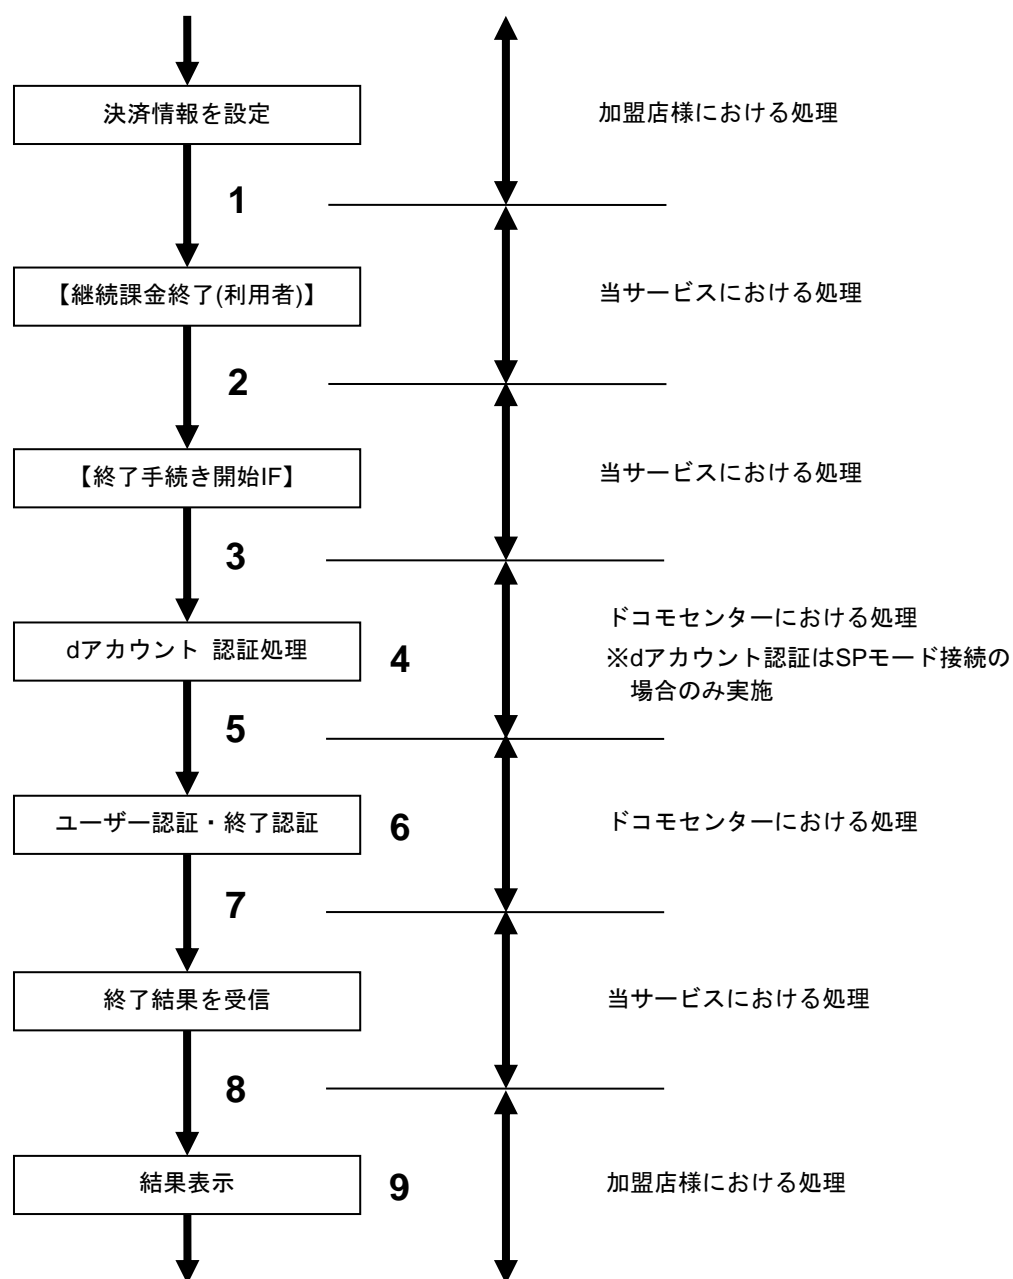 決済情報を設定
加盟店様における処理
1
【継続課金終了(利用者)】
当サービスにおける処理
2
【終了手続き開始IF】
当サービスにおける処理
3
dアカウント 認証処理
4
ドコモセンターにおける処理
※dアカウント認証はSPモード接続の
場合のみ実施
5
ユーザー認証・終了認証
6
ドコモセンターにおける処理
7
終了結果を受信
当サービスにおける処理
8
結果表示
9
加盟店様における処理